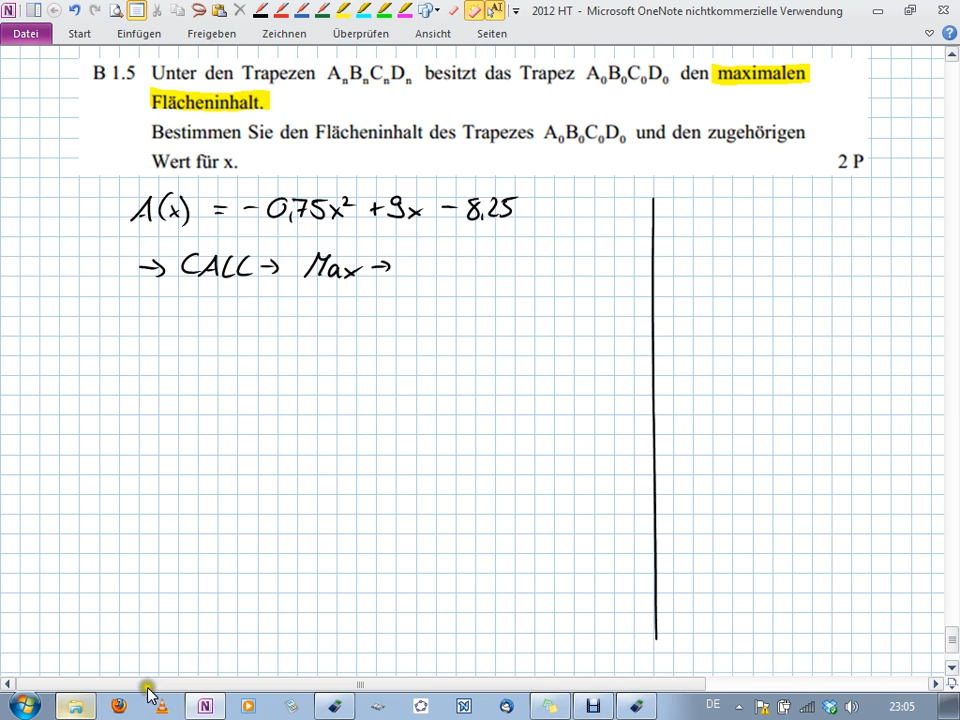 2012 HT - Microsoft OneNote nichtkommerzielle Verwendung
Datei Start Einfügen Freigeben Zeichnen Überprüfen Ansicht Seiten
B 1.5 Unter den Trapezen AₙBₙCₙDₙ besitzt das Trapez A₀B₀C₀D₀ den maximalen
Flächeninhalt.
Bestimmen Sie den Flächeninhalt des Trapezes A₀B₀C₀D₀ und den zugehörigen
Wert für x. 2 P
A(x) = -0,75x² + 9x - 8,25
→ CALC → Max →
DE 23:05